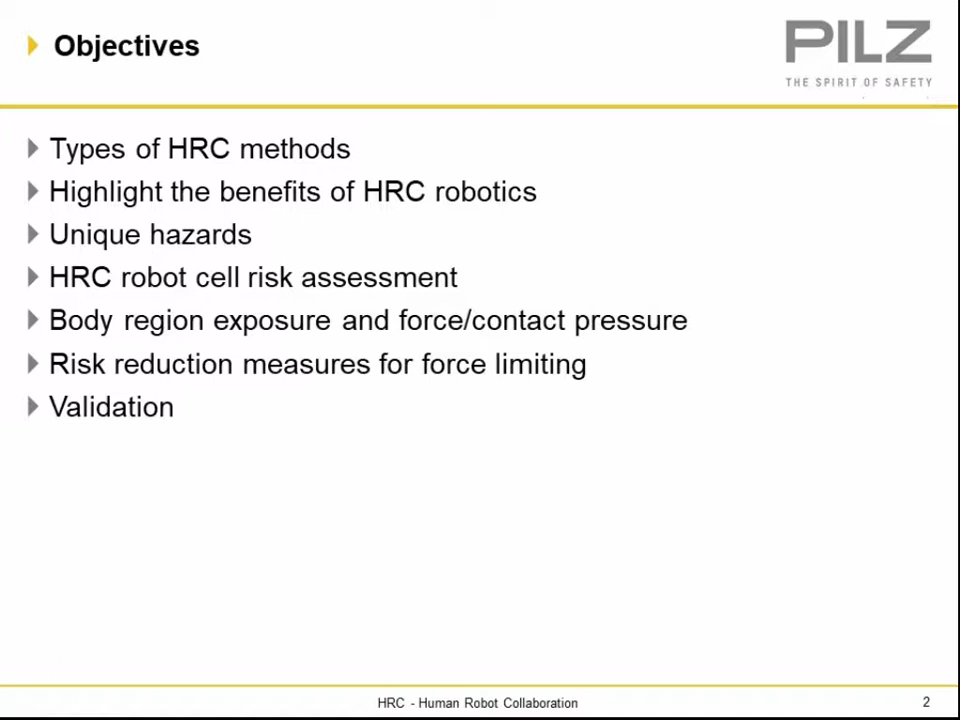 Objectives
PILZ
THE SPIRIT OF SAFETY
Types of HRC methods
Highlight the benefits of HRC robotics
Unique hazards
HRC robot cell risk assessment
Body region exposure and force/contact pressure
Risk reduction measures for force limiting
Validation
HRC - Human Robot Collaboration
2